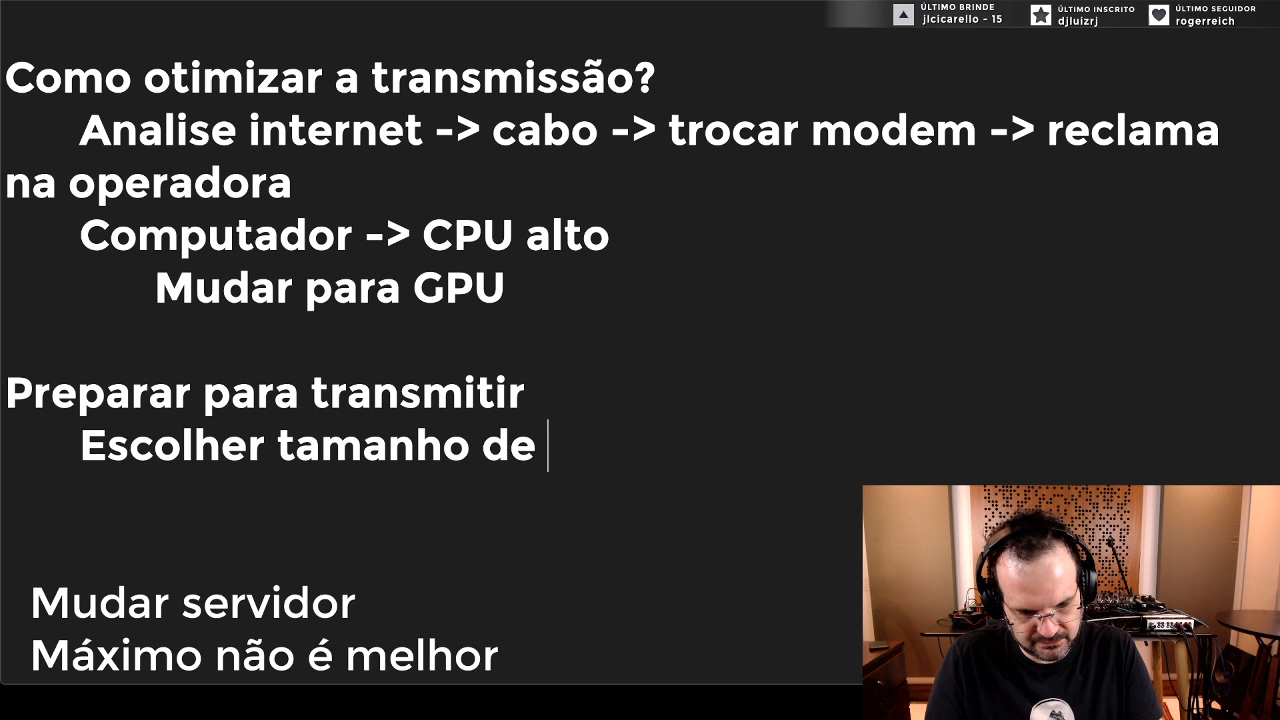 ÚLTIMO BRINDE
jlcicarello - 15
ÚLTIMO INSCRITO
djluizrj
ÚLTIMO SEGUIDOR
rogerreich
Como otimizar a transmissão?
Analise internet -> cabo -> trocar modem -> reclama
na operadora
Computador -> CPU alto
Mudar para GPU
Preparar para transmitir
Escolher tamanho de
Mudar servidor
Máximo não é melhor